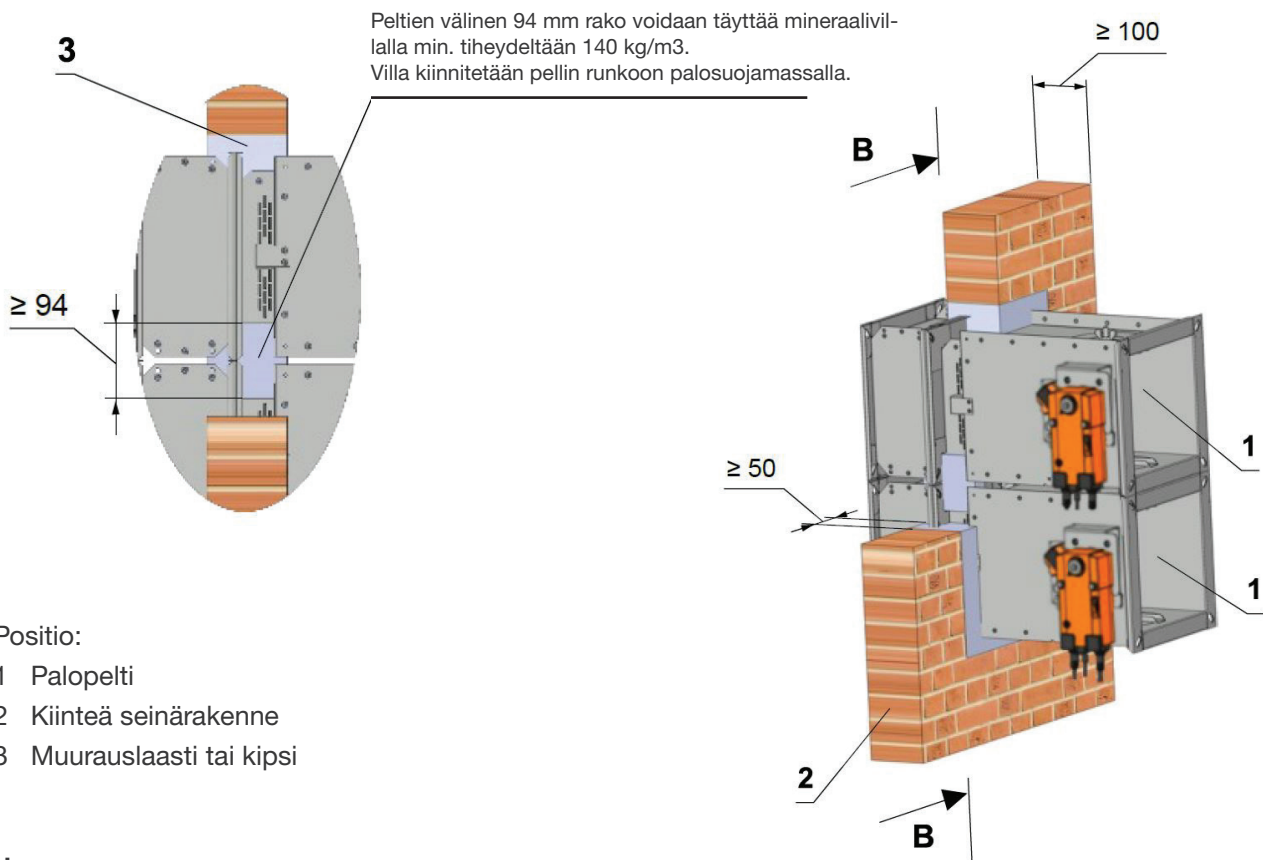 Peltien välinen 94 mm rako voidaan täyttää mineraalivil-
lalla min. tiheydeltään 140 kg/m3.
Villa kiinnitetään pellin runkoon palosuojamassalla.
3
≥ 94
≥ 100
B
≥ 50
1
1
2
B
Positio:
1 Palopelti
2 Kiinteä seinärakenne
3 Muurauslaasti tai kipsi